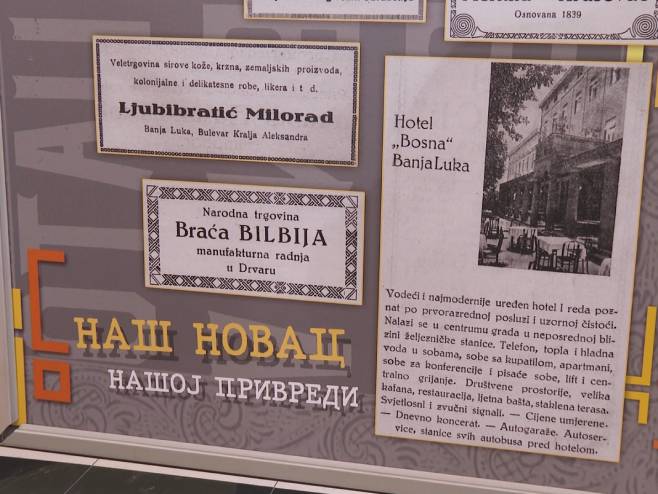 Osnovana 1839
Veletrgovina sirove kože, krzna, zemaljskih proizvoda,
kolonijalne i delikatesne robe, likera i t d.
Ljubibratić Milorad
Banja Luka, Bulevar Kralja Aleksandra
Narodna trgovina
Braća BILBIJA
manufakturna radnja
u Drvaru
НАШ НОВАЦ
НАШОЈ ПРИВРЕДИ
Hotel
„Bosna"
BanjaLuka
Vodeći i najmodernije uređen hotel I reda poz-
nat po prvorazrednoj posluzi i uzornoj čistoći.
Nalazi se u centrumu grada u neposrednoj bli-
zini željezničke stanice. Telefon, topla i hladna
voda u sobama, sobe sa kupatilom, apartmani,
sobe za konferencije i pisaće sobe, lift i cen-
tralno grijanje. Društvene prostorije, velika
kafana, restauracija, ljetna bašta, staklena terasa.
Svjetlosni i zvučni signali. — Cijene umjerene.
— Dnevno koncerat. — Autogaraže. Autoser-
vice, stanice svih autobusa pred hotelom.